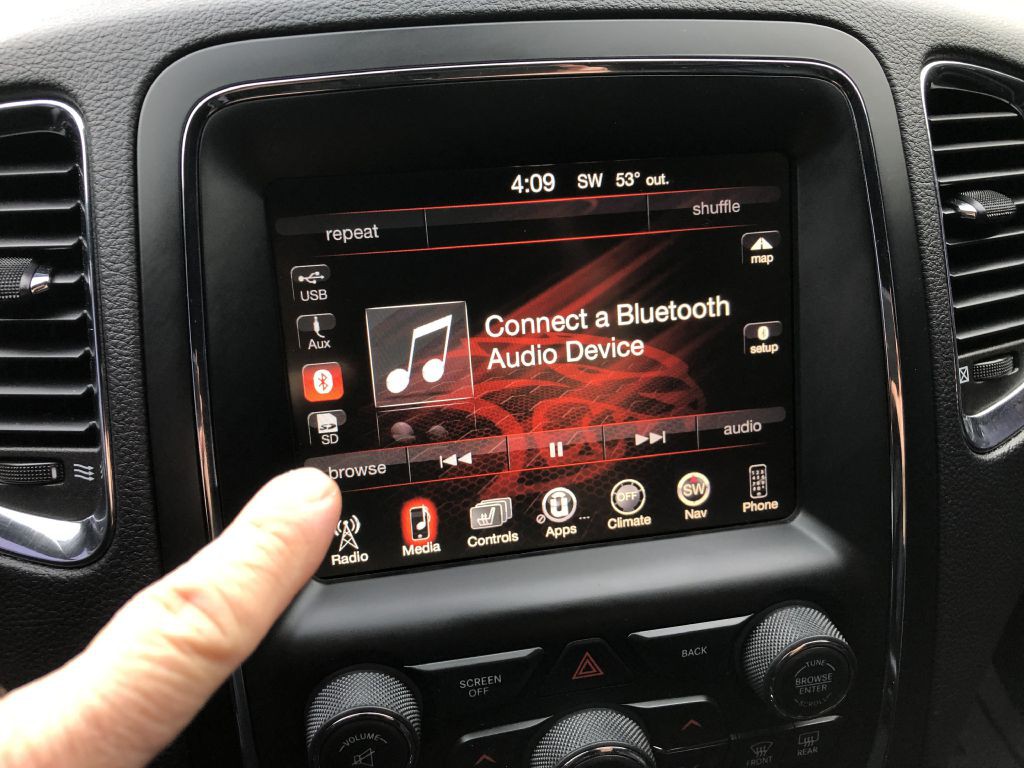 4:09 SW 53° out.
repeat shuffle
map
USB
Connect a Bluetooth
Audio Device
Aux
setup
SD
browse audio
Radio Media Controls Apps Climate Nav Phone
OFF
SW
SCREEN
OFF
BACK
TUNE
BROWSE
ENTER
SCROLL
VOLUME
FRONT
REAR